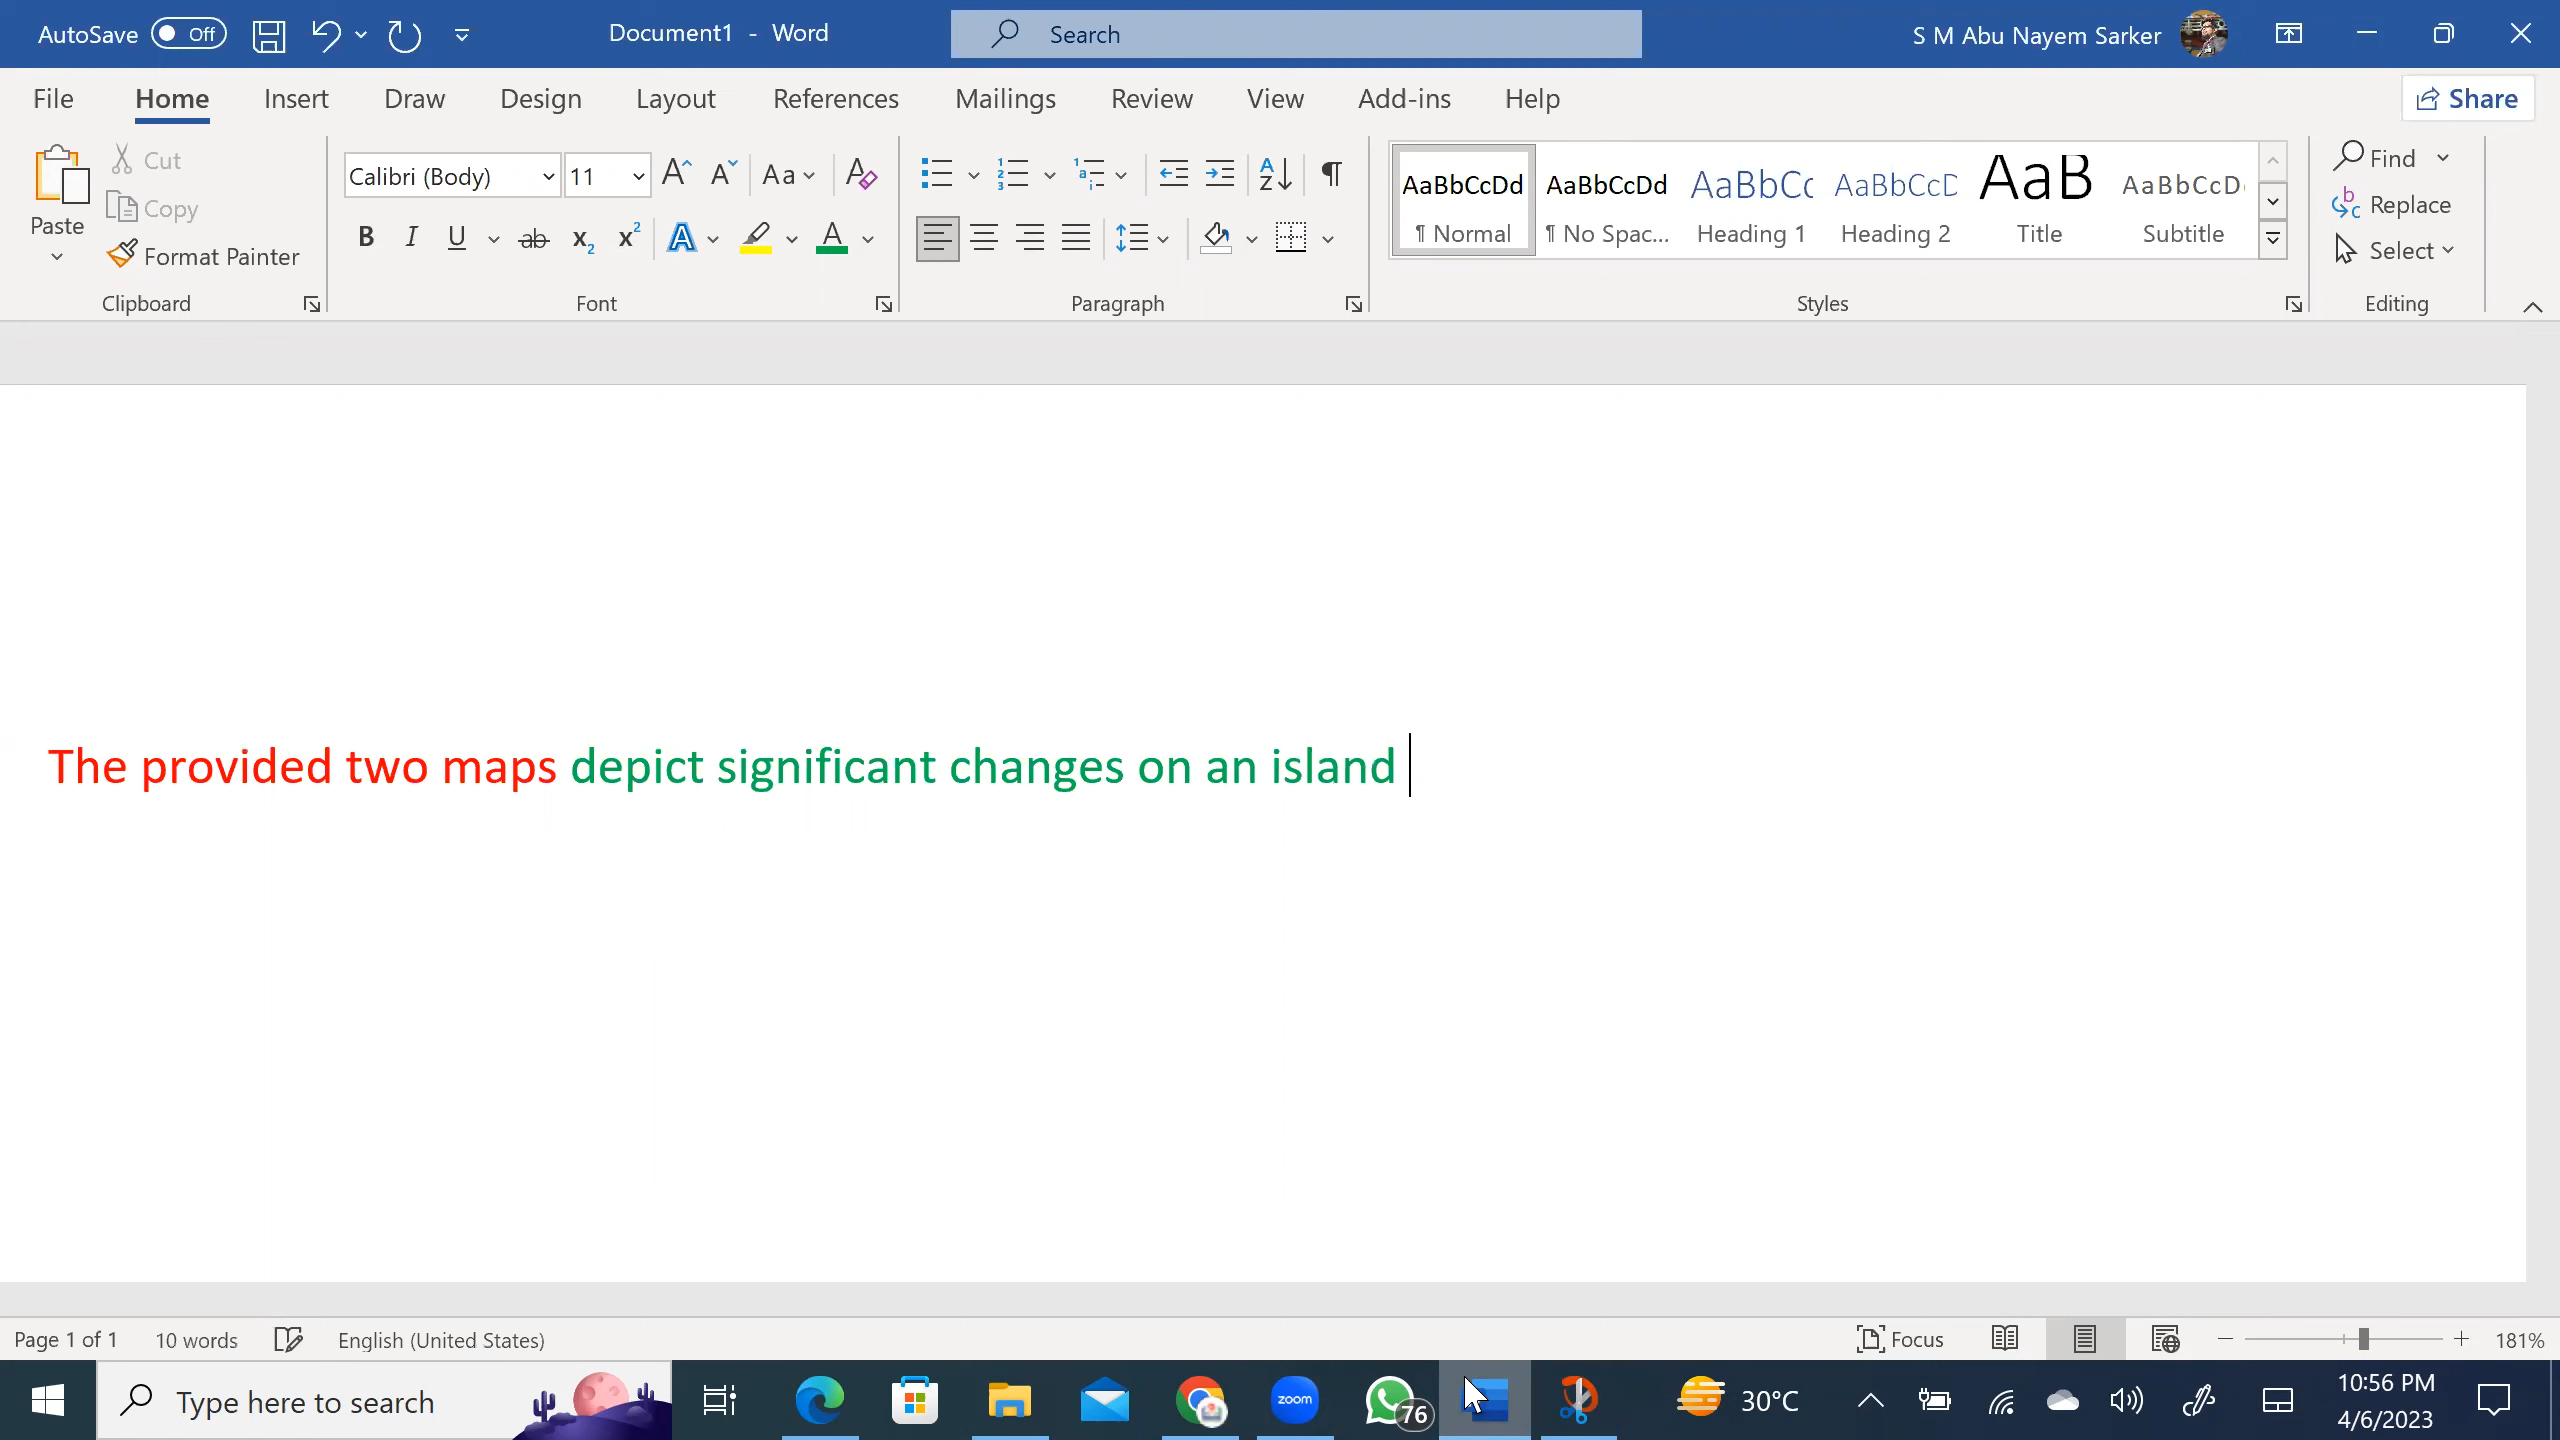 AutoSave Off Document1 - Word Search S M Abu Nayem Sarker
File Home Insert Draw Design Layout References Mailings Review View Add-ins Help Share
Paste Cut Copy Format Painter
Clipboard
Calibri (Body) 11
Font
Paragraph
AaBbCcDd AaBbCcDd AaBbCc AaBbCcD AaB AaBbCcD
¶ Normal ¶ No Spac... Heading 1 Heading 2 Title Subtitle
Styles
Find
Replace
Select
Editing
The provided two maps depict significant changes on an island
Page 1 of 1 10 words English (United States) Focus 181%
Type here to search zoom 76 30°C 10:56 PM
4/6/2023